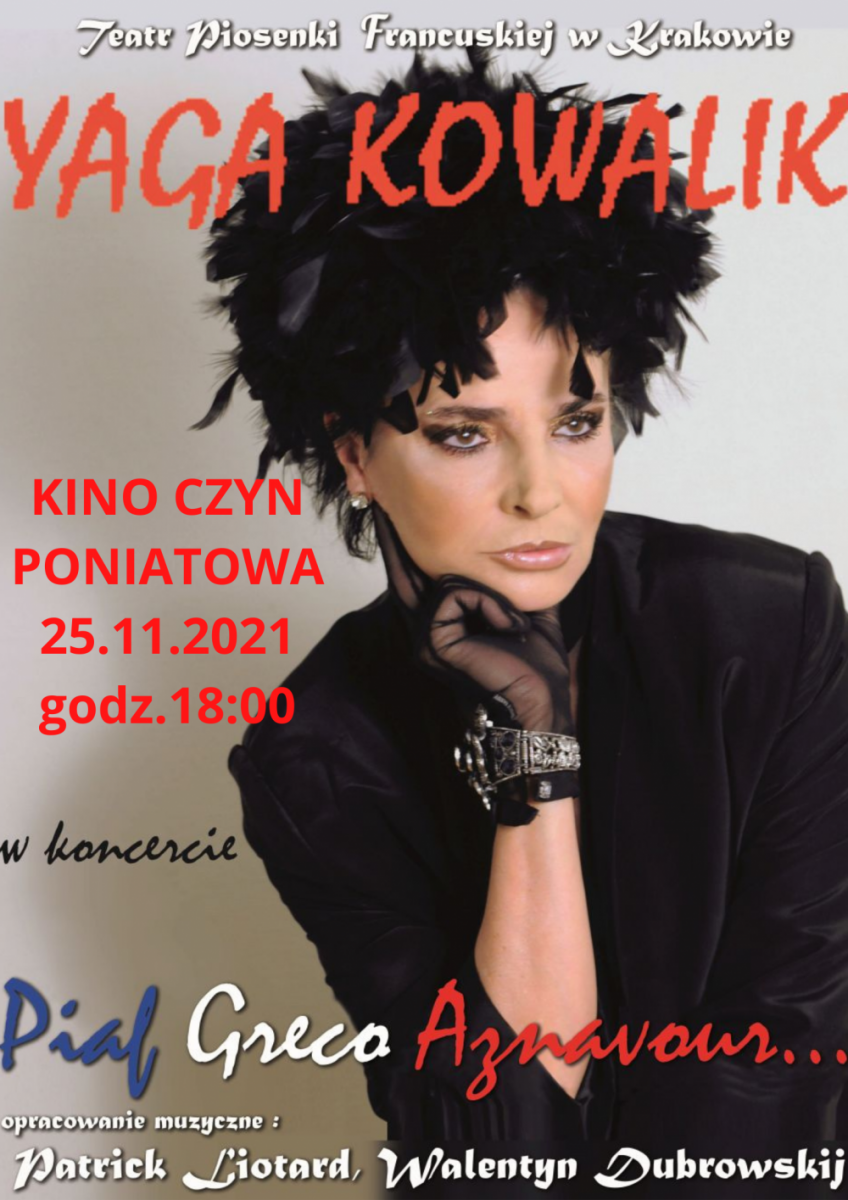 Teatr Piosenki Francuskiej w Krakowie
YAGA KOWALIK
KINO CZYN
PONIATOWA
25.11.2021
godz.18:00
w koncercie
Piaf Greco Aznavour...
opracowanie muzyczne :
Patrick Liotard, Walentyn Dubrowskij